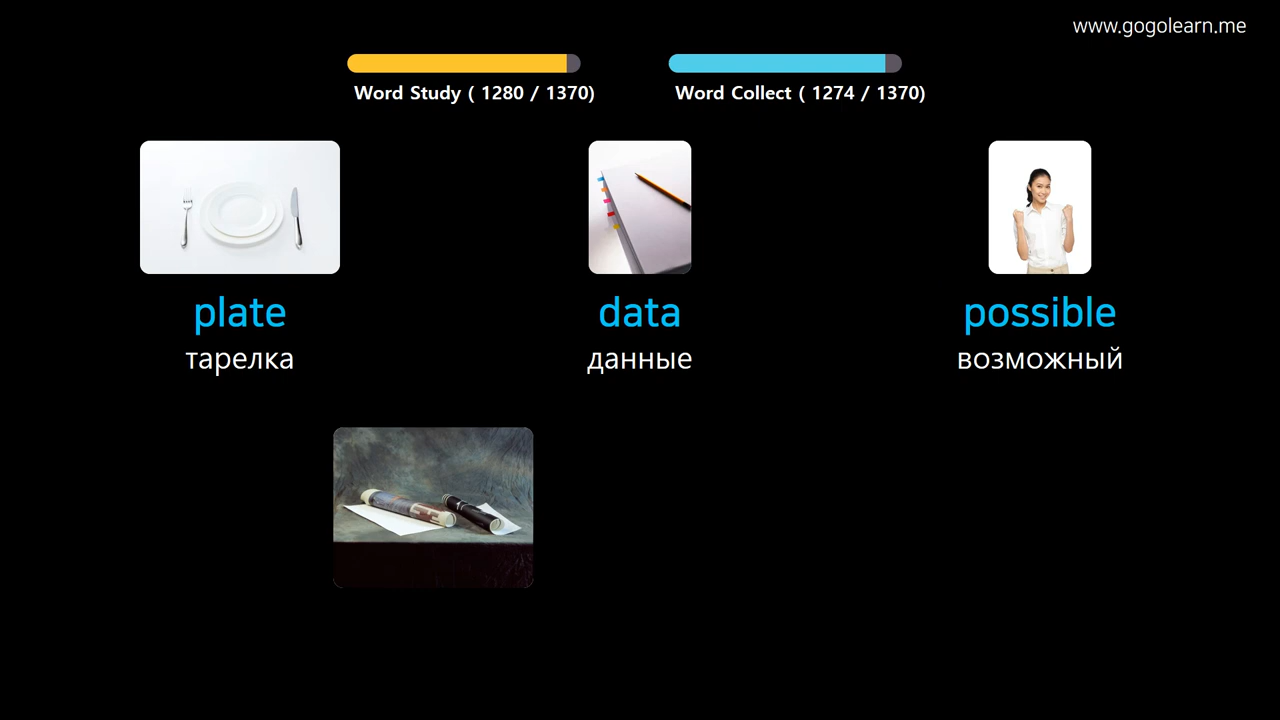 www.gogolearn.me
Word Study ( 1280 / 1370)
Word Collect ( 1274 / 1370)
plate
тарелка
data
данные
possible
возможный